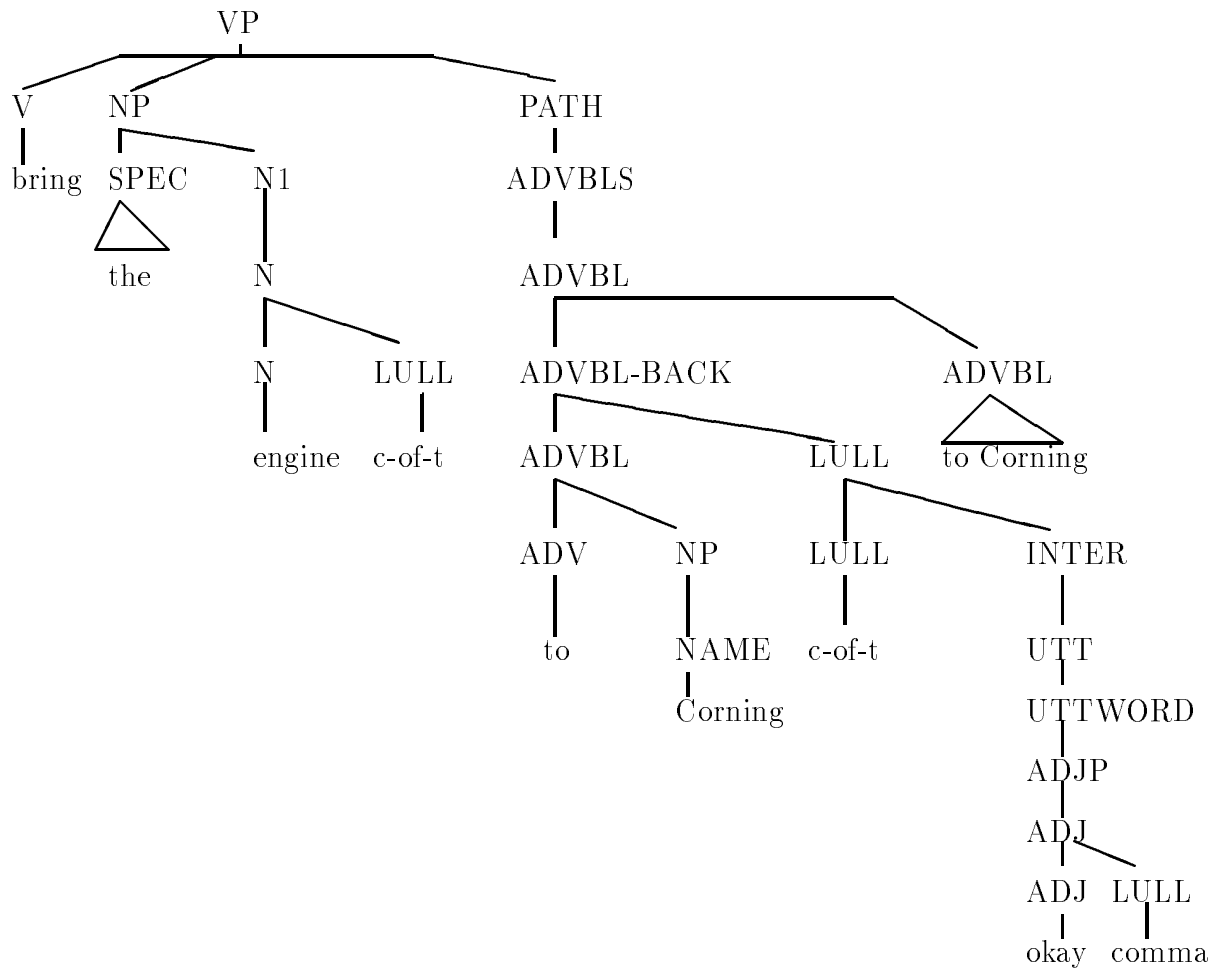 VP
V NP PATH
bring SPEC N1 ADVBLS
the N ADVBL
N LULL ADVBL-BACK ADVBL
engine c-of-t ADVBL LULL to Corning
ADV NP LULL INTER
to NAME c-of-t UTT
Corning UTTWORD
ADJP
ADJ
ADJ LULL
okay comma